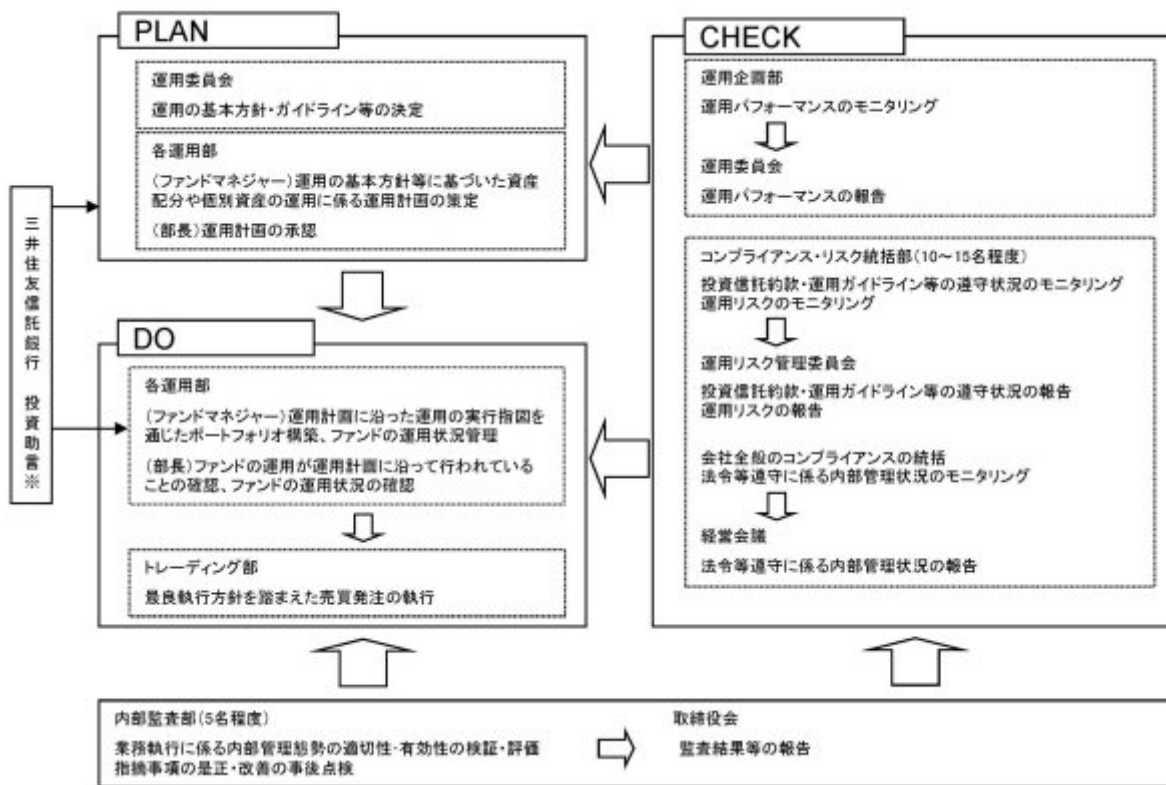 PLAN
運用委員会
運用の基本方針・ガイドライン等の決定
各運用部
(ファンドマネジャー)運用の基本方針等に基づいた資産
配分や個別資産の運用に係る運用計画の策定
(部長)運用計画の承認
三井住友信託銀行 投資助言※
DO
各運用部
(ファンドマネジャー)運用計画に沿った運用の実行指図を
通じたポートフォリオ構築、ファンドの運用状況管理
(部長)ファンドの運用が運用計画に沿って行われている
ことの確認、ファンドの運用状況の確認
トレーディング部
最良執行方針を踏まえた売買発注の執行
CHECK
運用企画部
運用パフォーマンスのモニタリング
運用委員会
運用パフォーマンスの報告
コンプライアンス・リスク統括部(10～15名程度)
投資信託約款・運用ガイドライン等の遵守状況のモニタリング
運用リスクのモニタリング
運用リスク管理委員会
投資信託約款・運用ガイドライン等の遵守状況の報告
運用リスクの報告
会社全般のコンプライアンスの統括
法令等遵守に係る内部管理状況のモニタリング
経営会議
法令等遵守に係る内部管理状況の報告
内部監査部(5名程度)
業務執行に係る内部管理態勢の適切性・有効性の検証・評価
指摘事項の是正・改善の事後点検
取締役会
監査結果等の報告